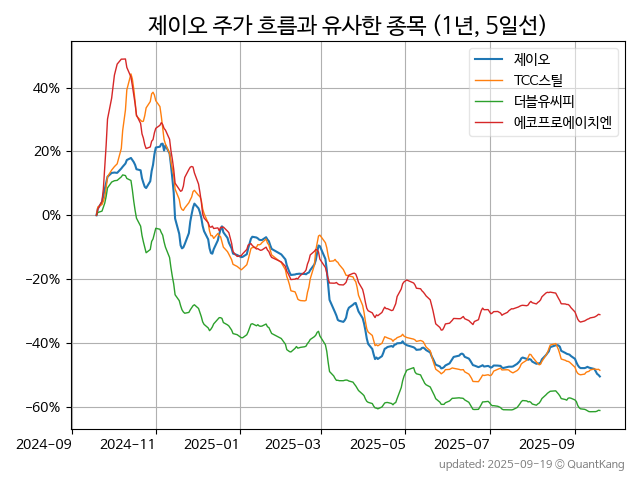 제이오 주가 흐름과 유사한 종목 (1년, 5일선)
제이오
TCC스틸
더블유씨피
에코프로에이치엔
40%
20%
0%
−20%
−40%
−60%
2024-09
2024-11
2025-01
2025-03
2025-05
2025-07
2025-09
updated: 2025-09-19 © QuantKang